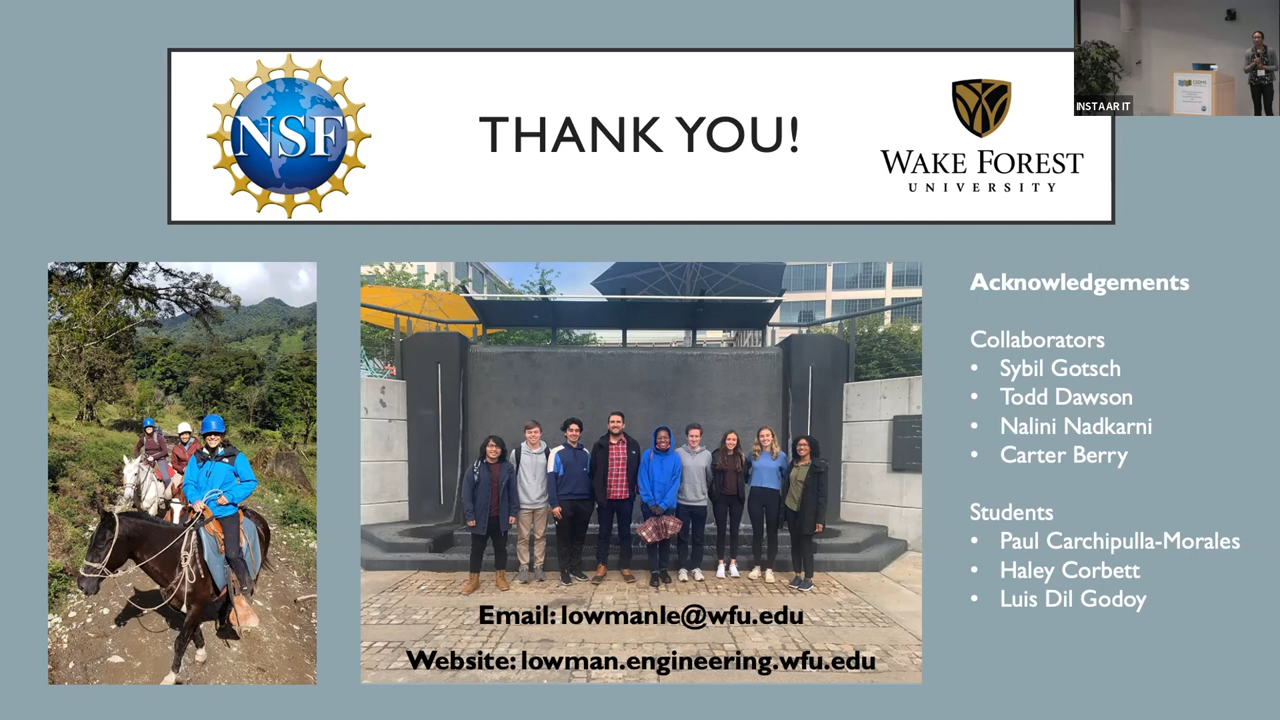 NSF
THANK YOU!
WAKE FOREST
UNIVERSITY
INSTAAR IT
Acknowledgements
Collaborators
• Sybil Gotsch
• Todd Dawson
• Nalini Nadkarni
• Carter Berry
Students
• Paul Carchipulla-Morales
• Haley Corbett
• Luis Dil Godoy
Email: lowmanle@wfu.edu
Website: lowman.engineering.wfu.edu